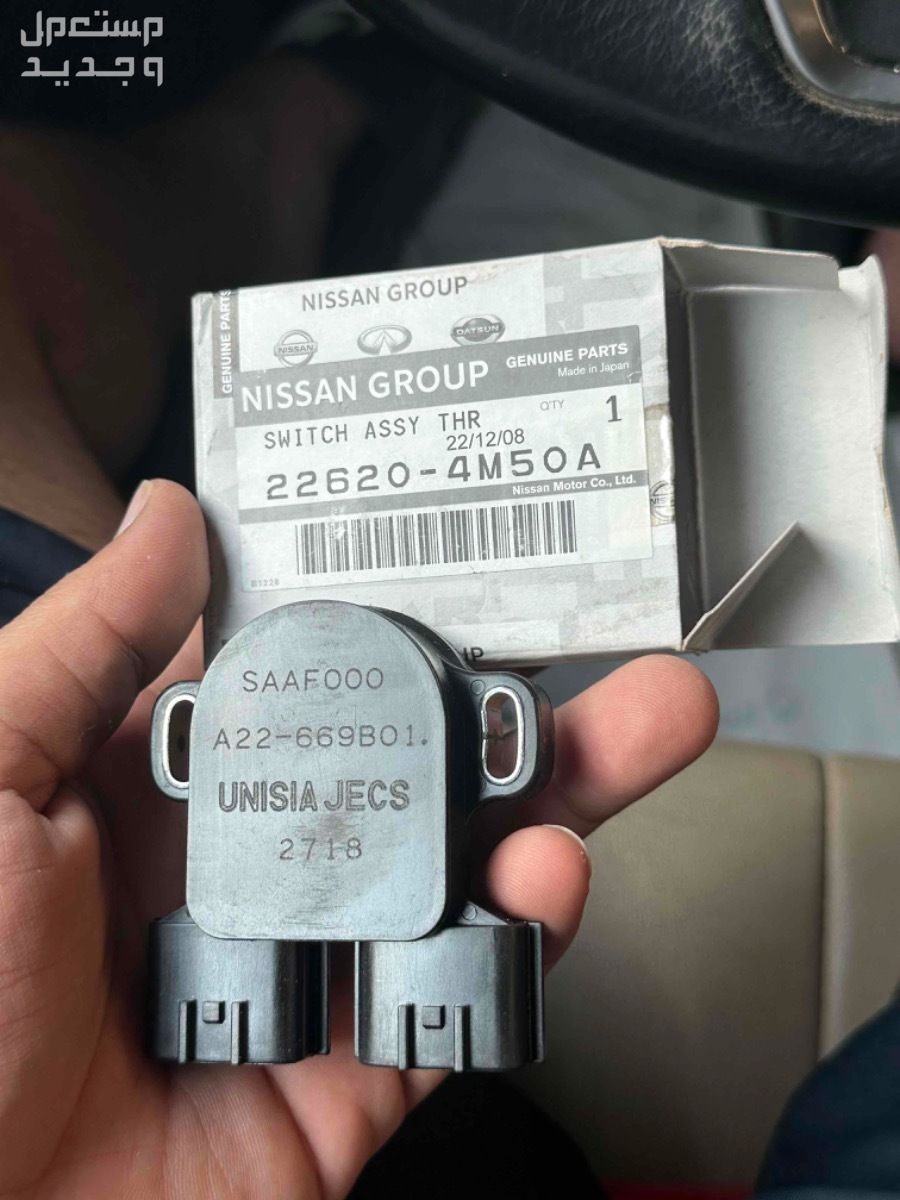 مستعمل
وجديد
NISSAN GROUP
GENUINE PARTS
NISSAN
DATSUN
NISSAN GROUP
GENUINE PARTS
Made in Japan
SWITCH ASSY THR
Q'TY 1
22/12/08
22620-4M50A
Nissan Motor Co., Ltd.
B1228
SAAF000
A22-669B01.
UNISIA JECS
2718